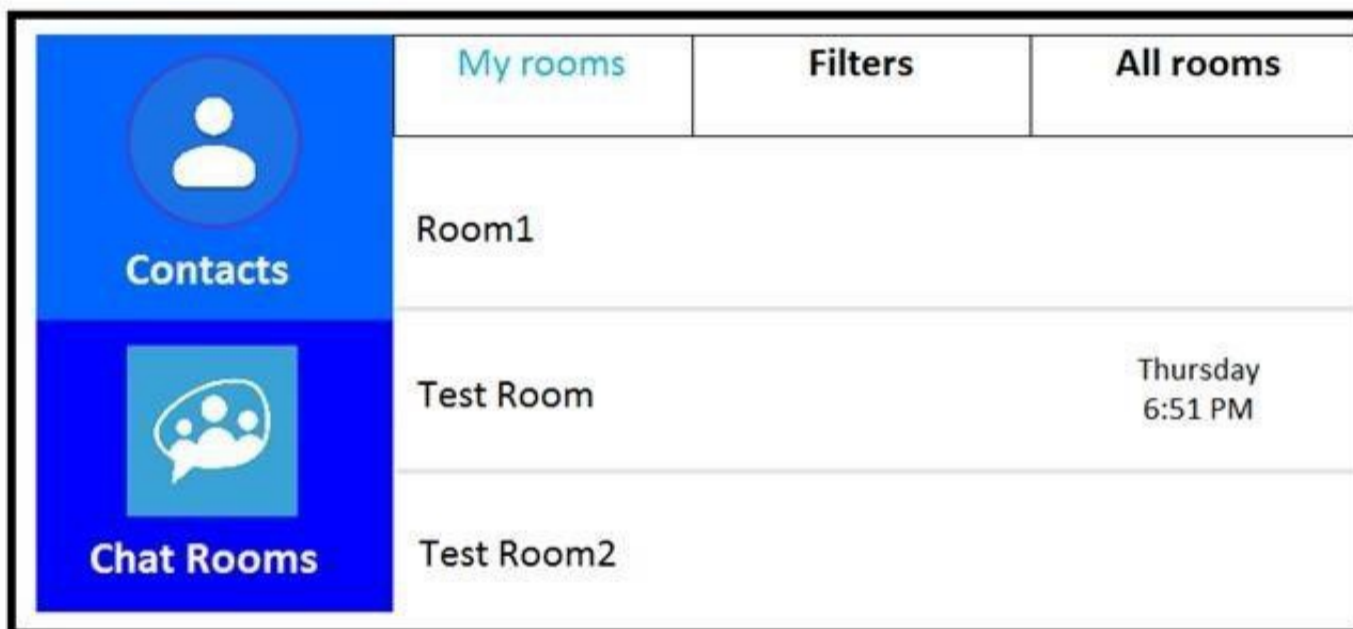 My rooms
Filters
All rooms
Contacts
Room1
Test Room
Thursday
6:51 PM
Chat Rooms
Test Room2